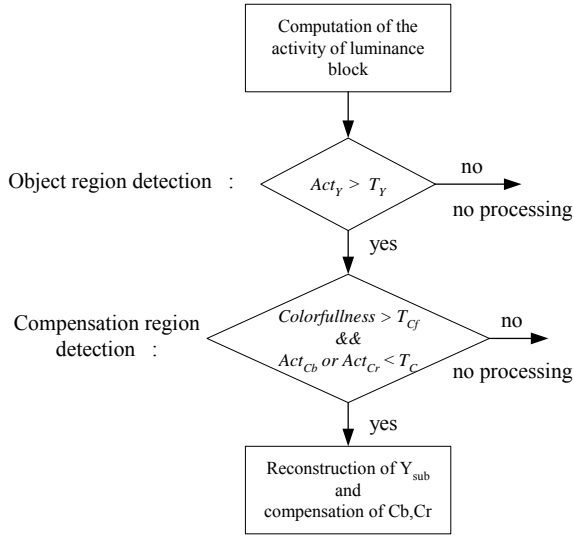 Computation of the
activity of luminance
block
Object region detection :
Act_Y > T_Y
no
no processing
yes
Compensation region
detection :
Colorfullness > T_Cf
&&
Act_Cb or Act_Cr < T_C
no
no processing
yes
Reconstruction of Y_sub
and
compensation of Cb,Cr